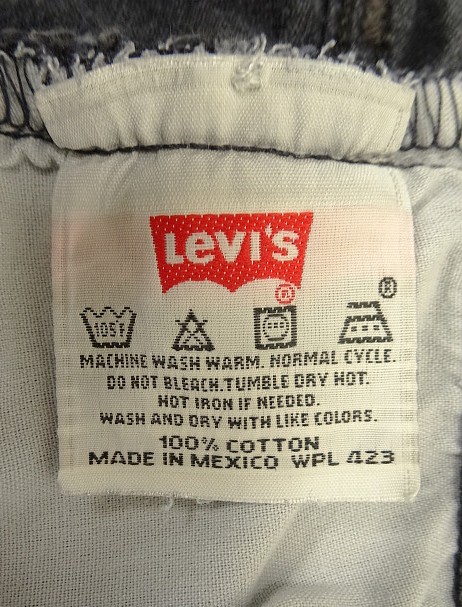 LEVI'S
®
®
105F
MACHINE WASH WARM. NORMAL CYCLE.
DO NOT BLEACH. TUMBLE DRY HOT.
HOT IRON IF NEEDED.
WASH AND DRY WITH LIKE COLORS.
100% COTTON
MADE IN MEXICO WPL 423